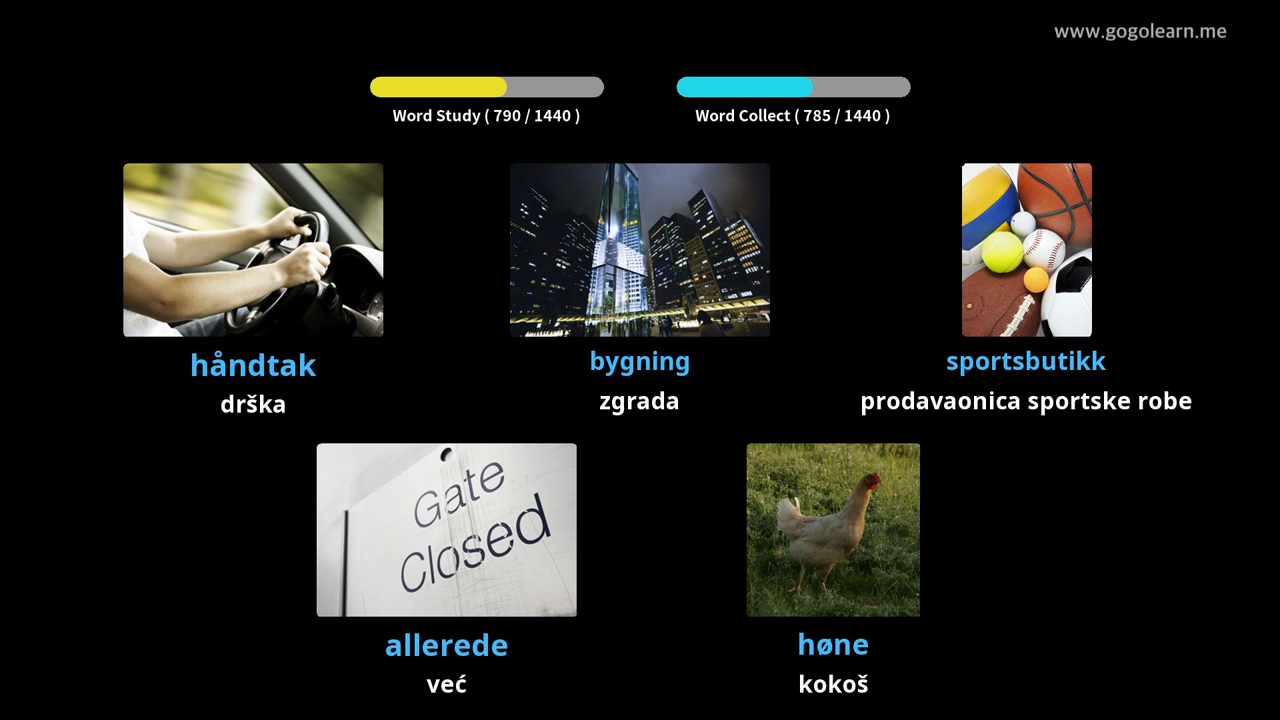 www.gogolearn.me
Word Study ( 790 / 1440 )
Word Collect ( 785 / 1440 )
håndtak
drška
bygning
zgrada
sportsbutikk
prodavaonica sportske robe
Gate
Closed
allerede
već
høne
kokoš